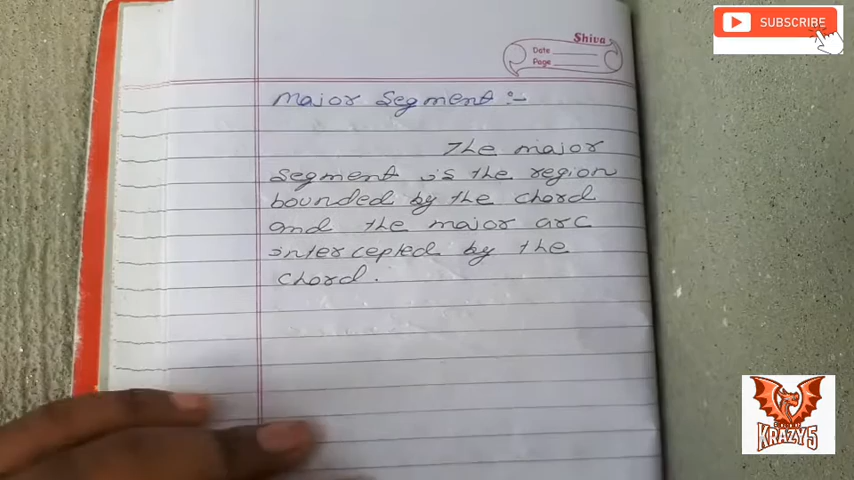 SUBSCRIBE
Shiva
Date
Page
Major Segment :-
The major
Segment is the region
bounded by the chord
and the major arc
intercepted by the
chord.
KRAZY5